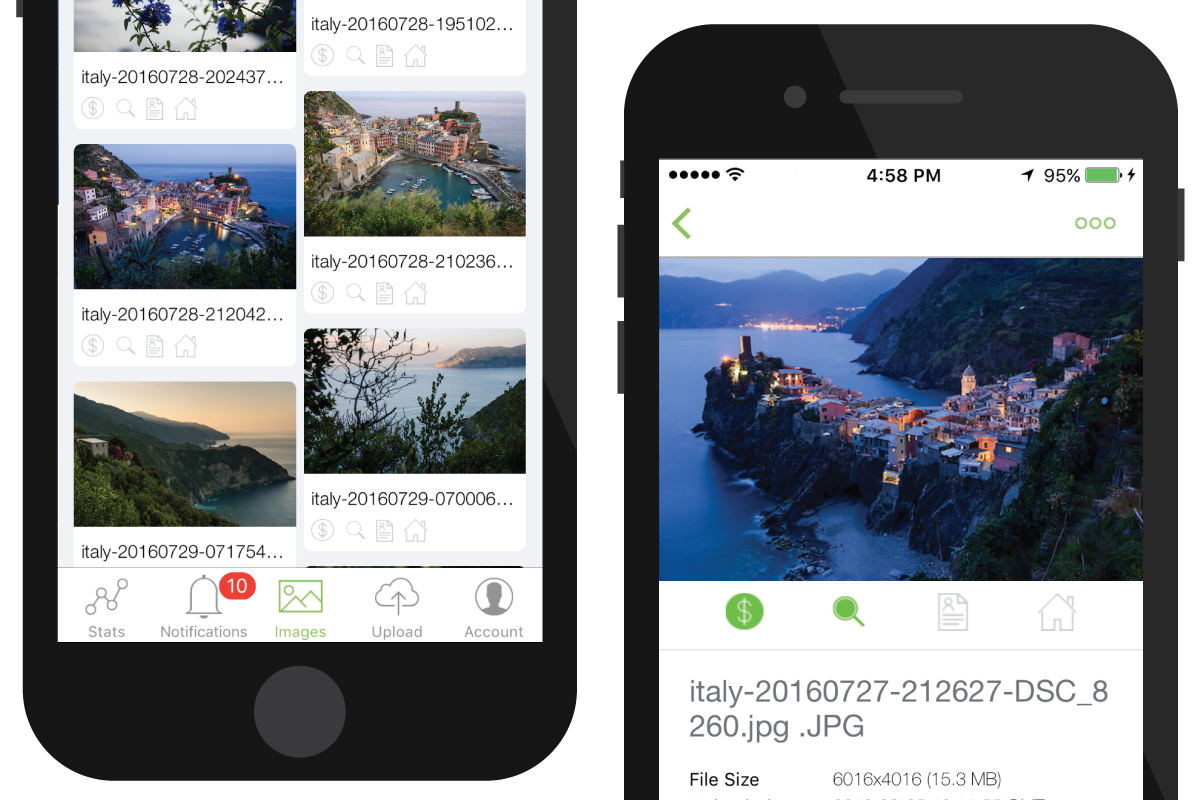 italy-20160728-202437...
italy-20160728-212042...
italy-20160729-071754...
italy-20160728-195102...
italy-20160728-210236...
italy-20160729-070006...
10
Stats
Notifications
Images
Upload
Account
4:58 PM
95%
italy-20160727-212627-DSC_8
260.jpg .JPG
File Size 6016x4016 (15.3 MB)